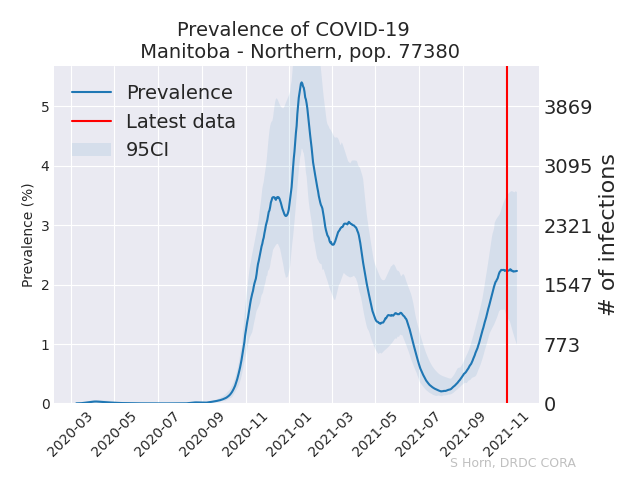 Prevalence of COVID-19
Manitoba - Northern, pop. 77380
Prevalence
Latest data
95CI
Prevalence (%)
5
4
3
2
1
0
3869
3095
2321
1547
773
0
# of infections
2020-03
2020-05
2020-07
2020-09
2020-11
2021-01
2021-03
2021-05
2021-07
2021-09
2021-11
S Horn, DRDC CORA